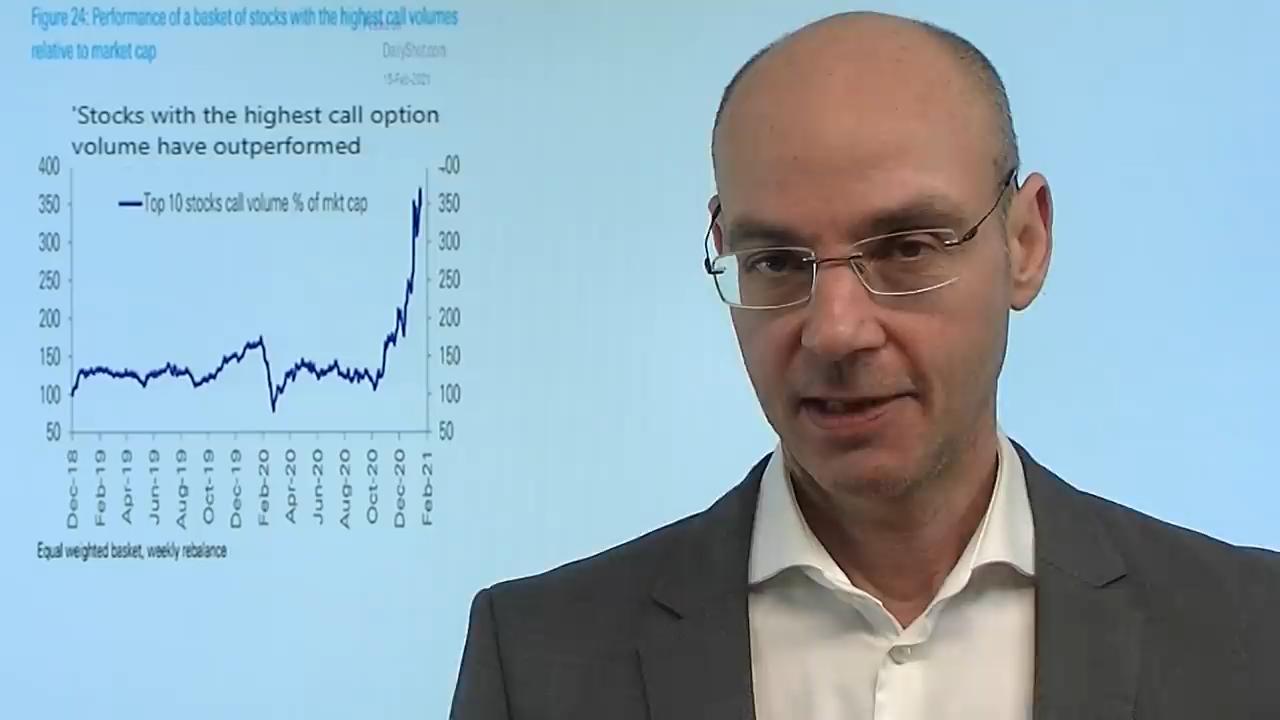 Figure 24: Performance of a basket of stocks with the highest call volumes
relative to market cap
DailyShot.com
15-Feb-2021
'Stocks with the highest call option
volume have outperformed
400
350
300
250
200
150
100
50
Top 10 stocks call volume % of mkt cap
00
350
300
250
200
150
100
50
Dec-18
Feb-19
Apr-19
Jun-19
Aug-19
Oct-19
Dec-19
Feb-20
Apr-20
Jun-20
Aug-20
Oct-20
Dec-20
Feb-21
Equal weighted basket, weekly rebalance